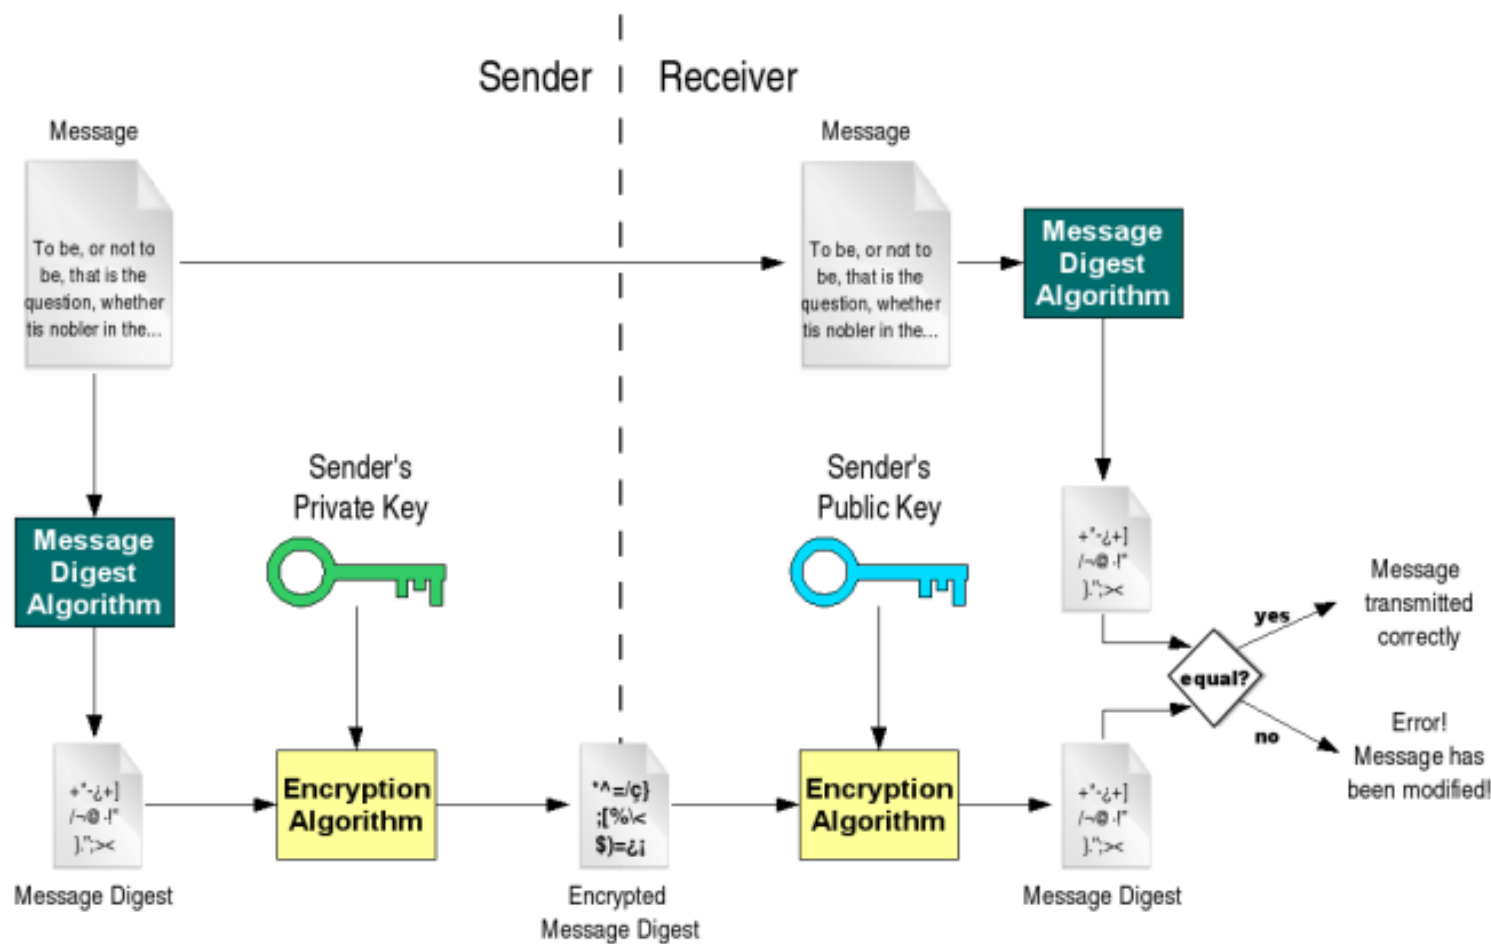 Sender
Receiver
Message
To be, or not to
be, that is the
question, whether
tis nobler in the...
Message
To be, or not to
be, that is the
question, whether
tis nobler in the...
Message
Digest
Algorithm
Sender's
Private Key
Sender's
Public Key
Message
Digest
Algorithm
+*-¿+]
/¬@·!"
}.";><
equal?
yes
Message
transmitted
correctly
no
Error!
Message has
been modified!
+*-¿+]
/¬@·!"
}.";><
Message Digest
Encryption
Algorithm
*^=/ç}
;[%\<
$)=¿¡
Encrypted
Message Digest
Encryption
Algorithm
+*-¿+]
/¬@·!"
}.";><
Message Digest